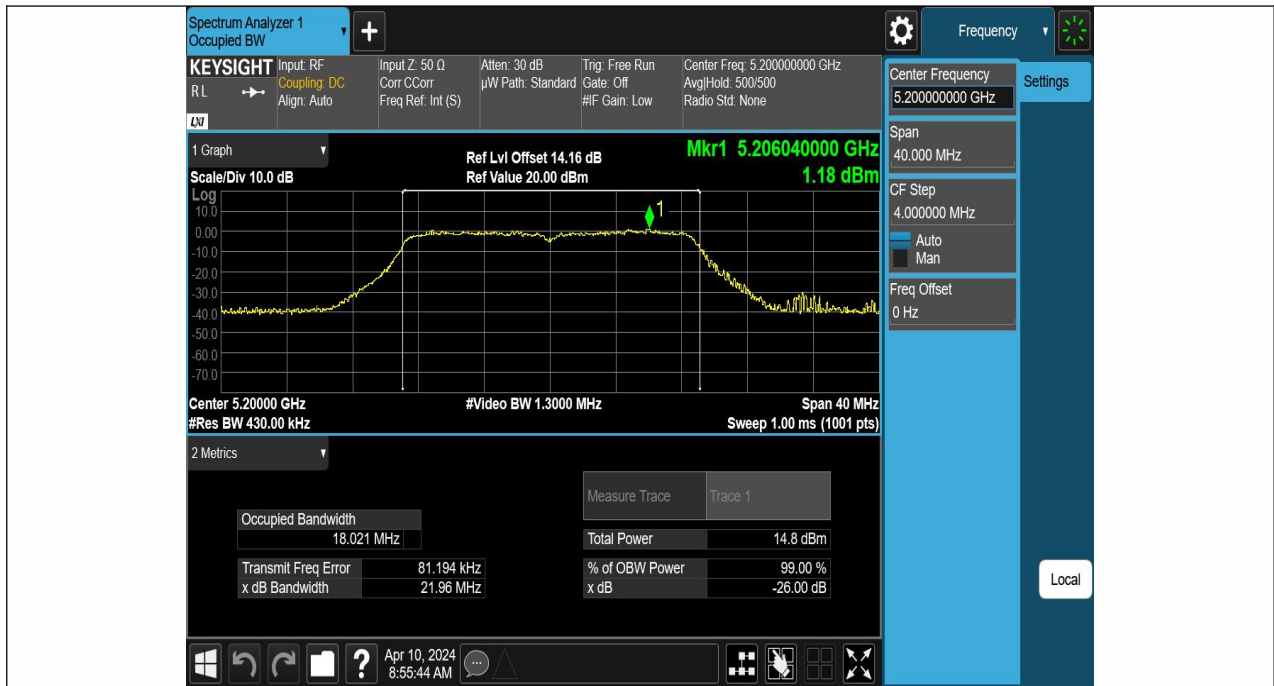 Spectrum Analyzer 1
Occupied BW
+
Frequency
KEYSIGHT
R L
LXI
Input: RF
Coupling: DC
Align: Auto
Input Z: 50 Ω
Corr CCorr
Freq Ref: Int (S)
Atten: 30 dB
µW Path: Standard
Trig: Free Run
Gate: Off
#IF Gain: Low
Center Freq: 5.200000000 GHz
Avg|Hold: 500/500
Radio Std: None
Center Frequency
5.200000000 GHz
Settings
Span
40.000 MHz
CF Step
4.000000 MHz
Auto
Man
Freq Offset
0 Hz
Local
1 Graph
Scale/Div 10.0 dB
Ref Lvl Offset 14.16 dB
Ref Value 20.00 dBm
Mkr1 5.206040000 GHz
1.18 dBm
Log
10.0
0.00
-10.0
-20.0
-30.0
-40.0
-50.0
-60.0
-70.0
1
Center 5.20000 GHz
#Video BW 1.3000 MHz
Span 40 MHz
#Res BW 430.00 kHz
Sweep 1.00 ms (1001 pts)
2 Metrics
Measure Trace
Trace 1
Occupied Bandwidth
18.021 MHz
Total Power
14.8 dBm
Transmit Freq Error
81.194 kHz
% of OBW Power
99.00 %
x dB Bandwidth
21.96 MHz
x dB
-26.00 dB
?
Apr 10, 2024
8:55:44 AM